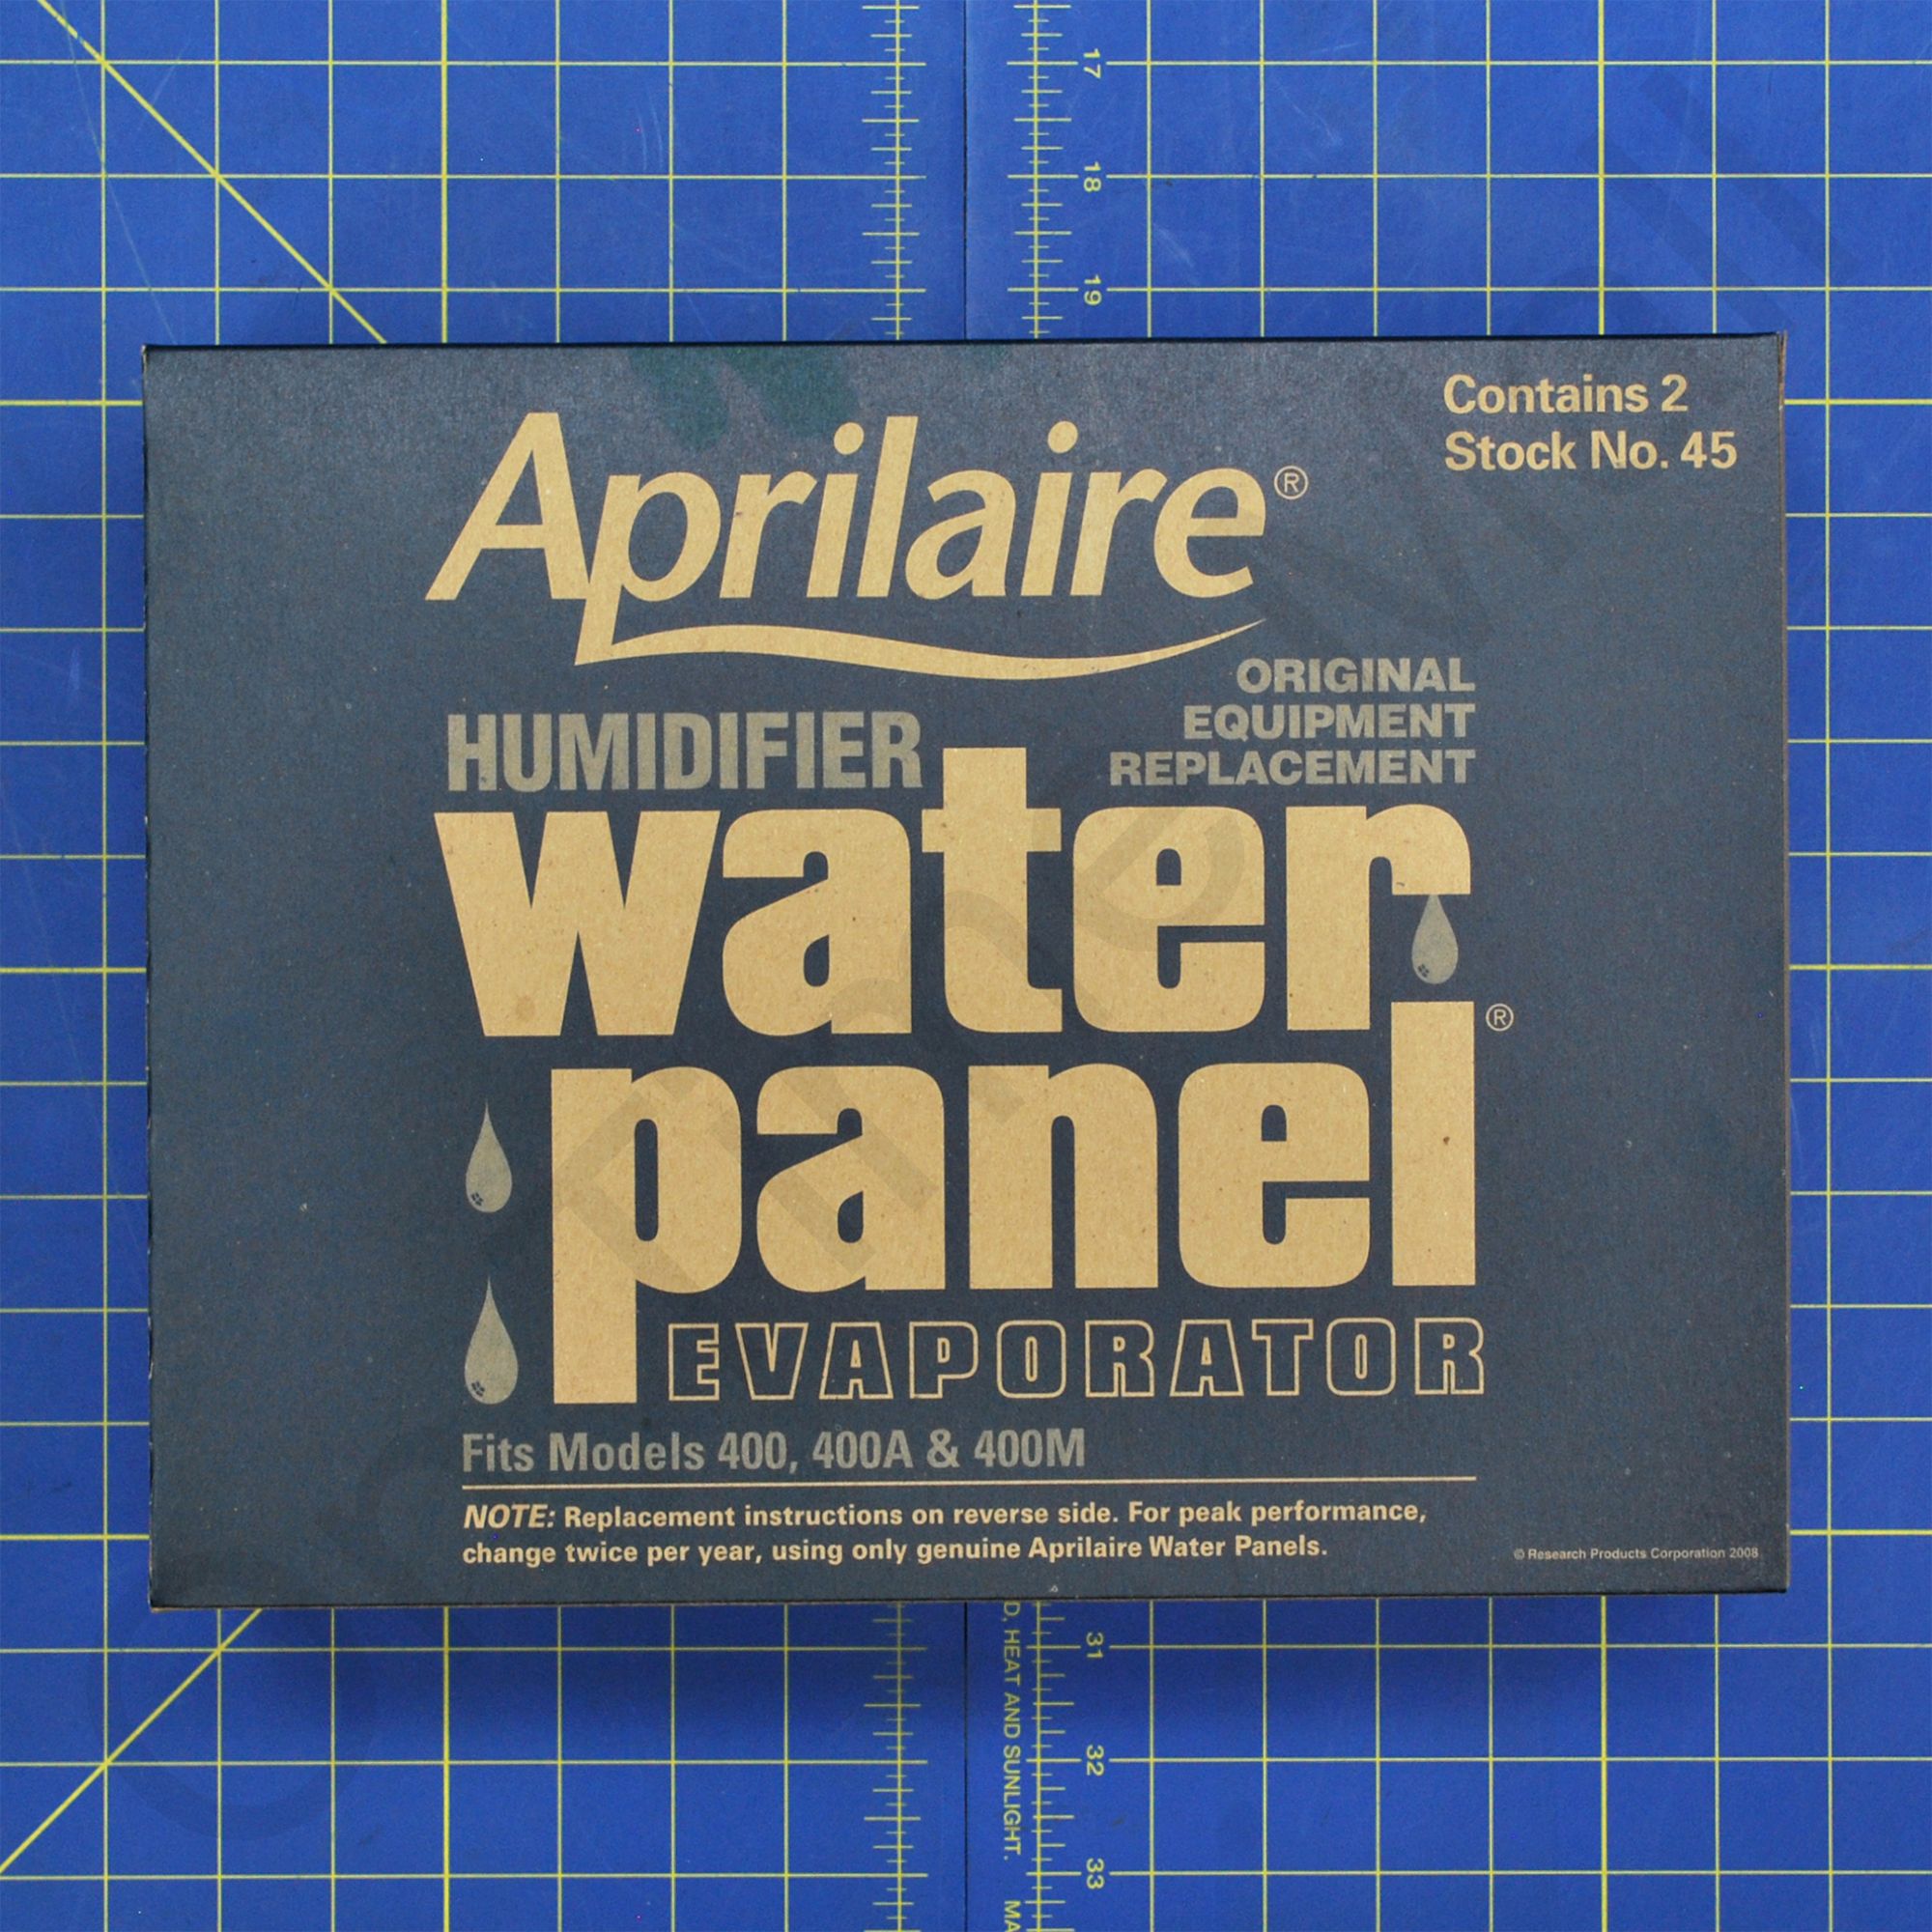 17
18
19
Contains 2
Stock No. 45
Aprilaire®
ORIGINAL
EQUIPMENT
REPLACEMENT
HUMIDIFIER
water
panel®
EVAPORATOR
Fits Models 400, 400A & 400M
NOTE: Replacement instructions on reverse side. For peak performance,
change twice per year, using only genuine Aprilaire Water Panels.
© Research Products Corporation 2008
31
32
33
HEAT AND SUNLIGHT.